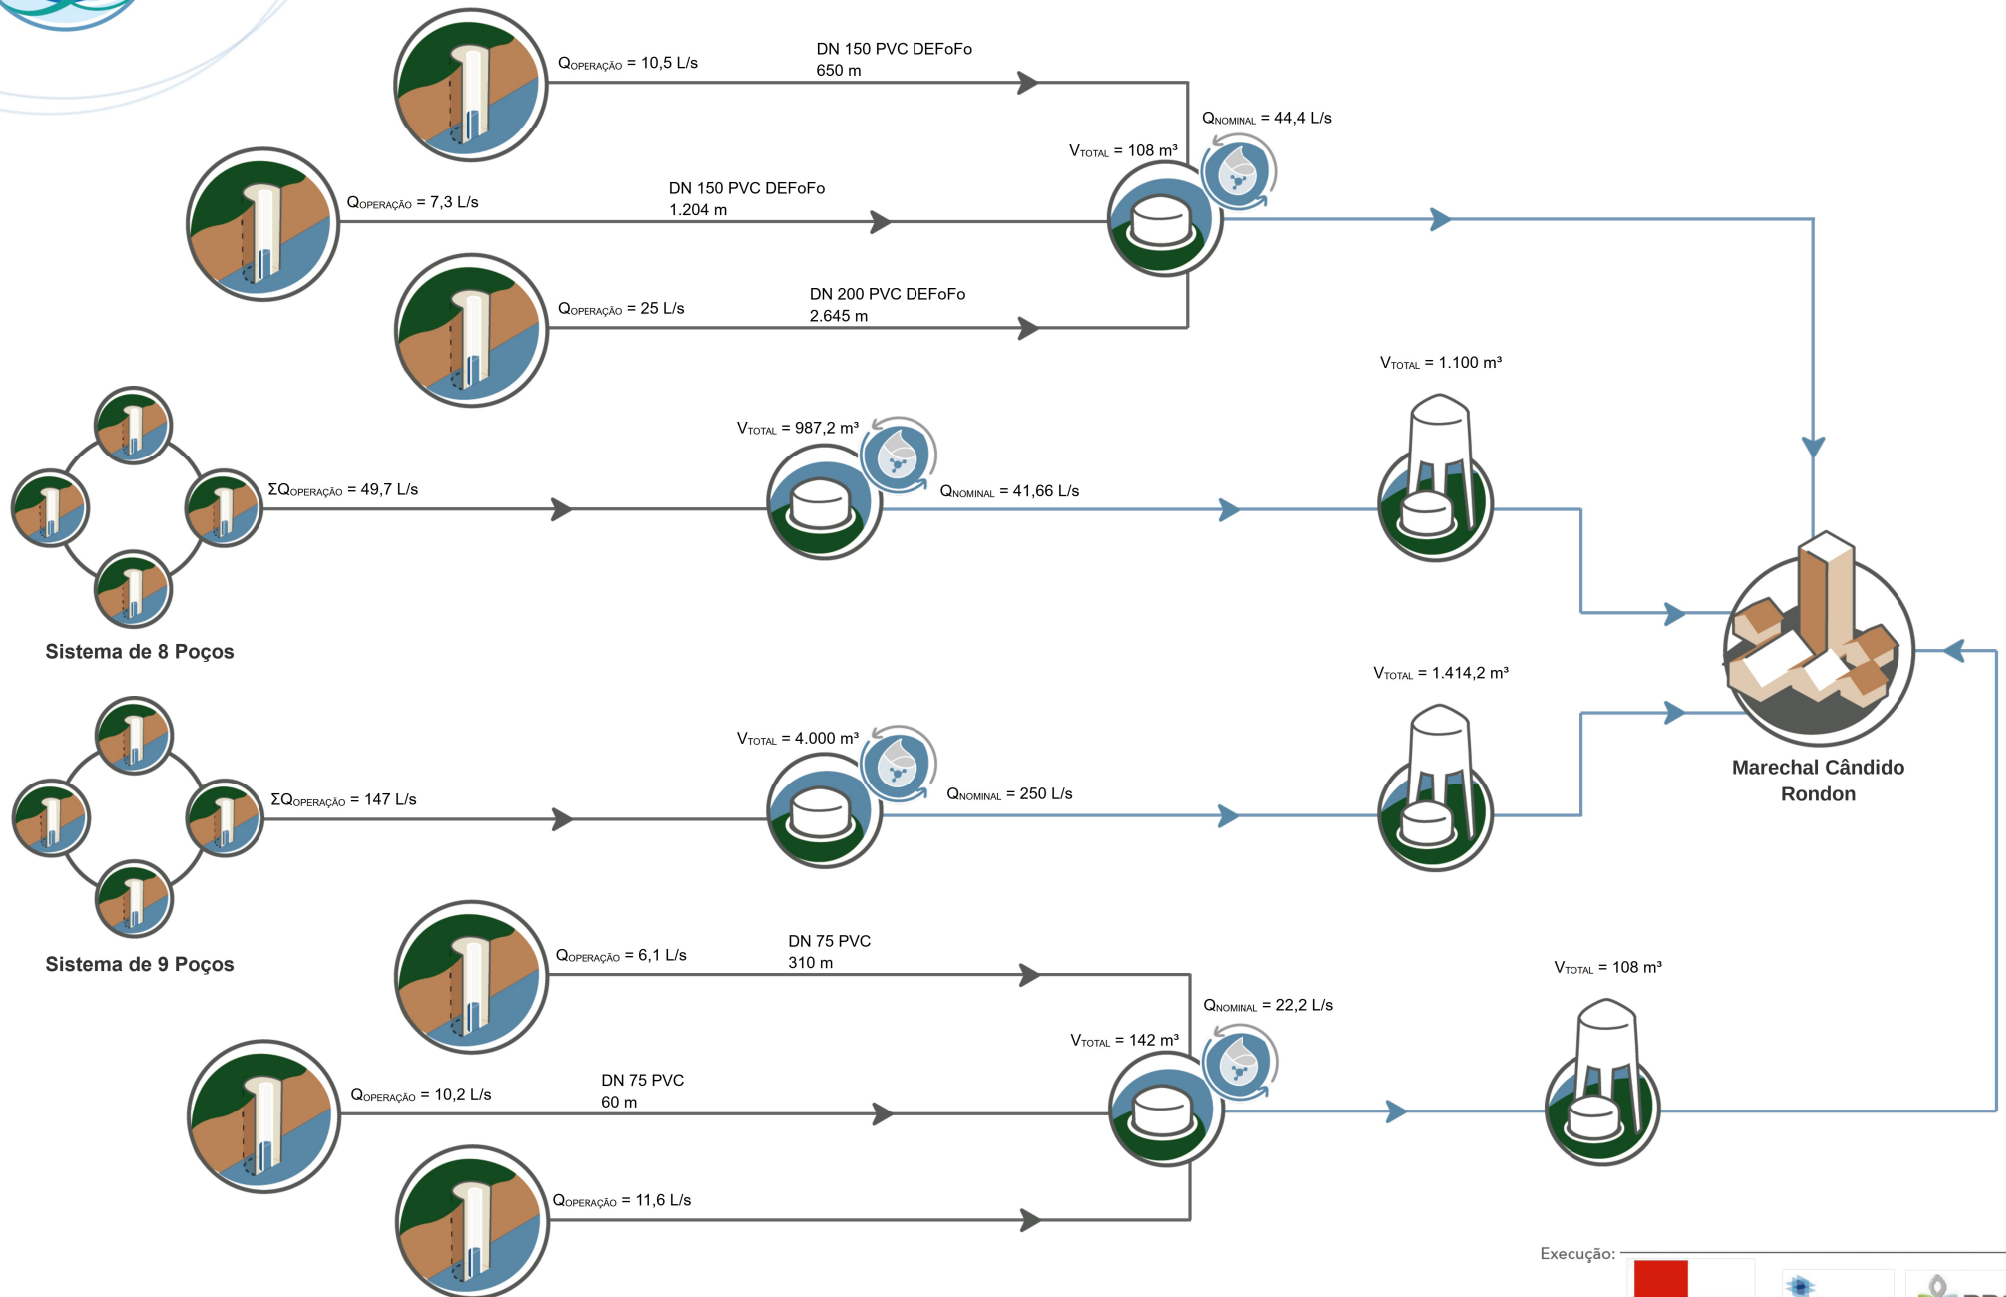 DN 150 PVC DEFoFo
650 m
QOPERAÇÃO = 10,5 L/s
QNOMINAL = 44,4 L/s
VTOTAL = 108 m³
DN 150 PVC DEFoFo
1.204 m
QOPERAÇÃO = 7,3 L/s
DN 200 PVC DEFoFo
2.645 m
QOPERAÇÃO = 25 L/s
VTOTAL = 1.100 m³
VTOTAL = 987,2 m³
ΣQOPERAÇÃO = 49,7 L/s
QNOMINAL = 41,66 L/s
Sistema de 8 Poços
VTOTAL = 1.414,2 m³
VTOTAL = 4.000 m³
Marechal Cândido
Rondon
ΣQOPERAÇÃO = 147 L/s
QNOMINAL = 250 L/s
Sistema de 9 Poços
DN 75 PVC
310 m
QOPERAÇÃO = 6,1 L/s
VTOTAL = 108 m³
QNOMINAL = 22,2 L/s
VTOTAL = 142 m³
DN 75 PVC
60 m
QOPERAÇÃO = 10,2 L/s
QOPERAÇÃO = 11,6 L/s
Execução: